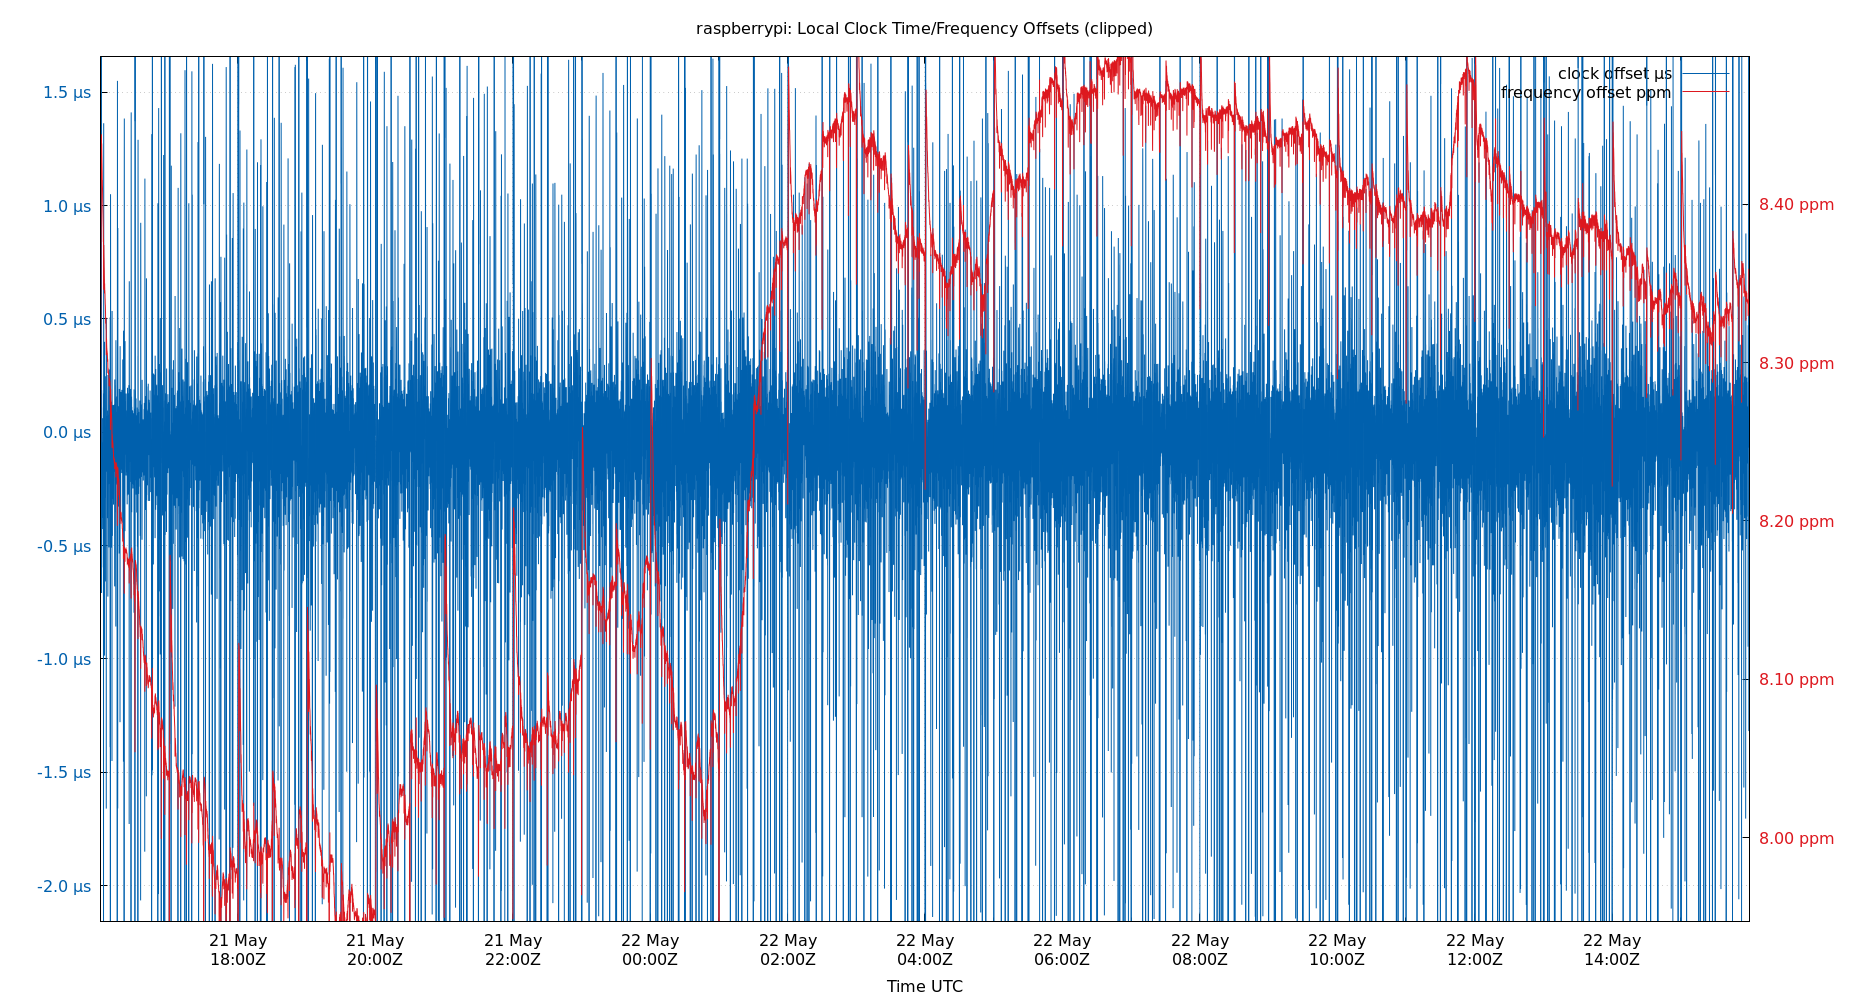 raspberrypi: Local Clock Time/Frequency Offsets (clipped)
clock offset µs
frequency offset ppm
1.5 µs
1.0 µs
0.5 µs
0.0 µs
-0.5 µs
-1.0 µs
-1.5 µs
-2.0 µs
8.40 ppm
8.30 ppm
8.20 ppm
8.10 ppm
8.00 ppm
21 May 21 May 21 May 22 May 22 May 22 May 22 May 22 May 22 May 22 May 22 May
18:00Z 20:00Z 22:00Z 00:00Z 02:00Z 04:00Z 06:00Z 08:00Z 10:00Z 12:00Z 14:00Z
Time UTC